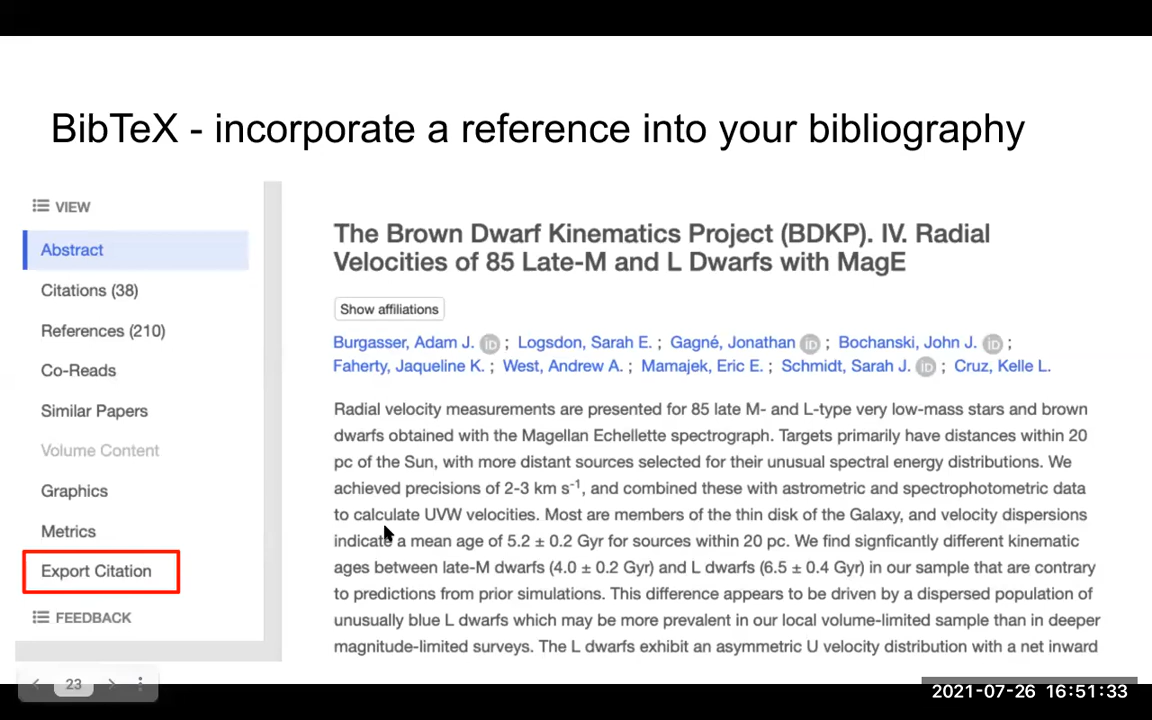 BibTeX - incorporate a reference into your bibliography
VIEW
Abstract
Citations (38)
References (210)
Co-Reads
Similar Papers
Volume Content
Graphics
Metrics
Export Citation
FEEDBACK
The Brown Dwarf Kinematics Project (BDKP). IV. Radial
Velocities of 85 Late-M and L Dwarfs with MagE
Show affiliations
Burgasser, Adam J. iD ; Logsdon, Sarah E. ; Gagné, Jonathan iD ; Bochanski, John J. iD ;
Faherty, Jaqueline K. ; West, Andrew A. ; Mamajek, Eric E. ; Schmidt, Sarah J. iD ; Cruz, Kelle L.
Radial velocity measurements are presented for 85 late M- and L-type very low-mass stars and brown
dwarfs obtained with the Magellan Echellette spectrograph. Targets primarily have distances within 20
pc of the Sun, with more distant sources selected for their unusual spectral energy distributions. We
achieved precisions of 2-3 km s⁻¹, and combined these with astrometric and spectrophotometric data
to calculate UVW velocities. Most are members of the thin disk of the Galaxy, and velocity dispersions
indicate a mean age of 5.2 ± 0.2 Gyr for sources within 20 pc. We find signficantly different kinematic
ages between late-M dwarfs (4.0 ± 0.2 Gyr) and L dwarfs (6.5 ± 0.4 Gyr) in our sample that are contrary
to predictions from prior simulations. This difference appears to be driven by a dispersed population of
unusually blue L dwarfs which may be more prevalent in our local volume-limited sample than in deeper
magnitude-limited surveys. The L dwarfs exhibit an asymmetric U velocity distribution with a net inward
23
2021-07-26 16:51:33